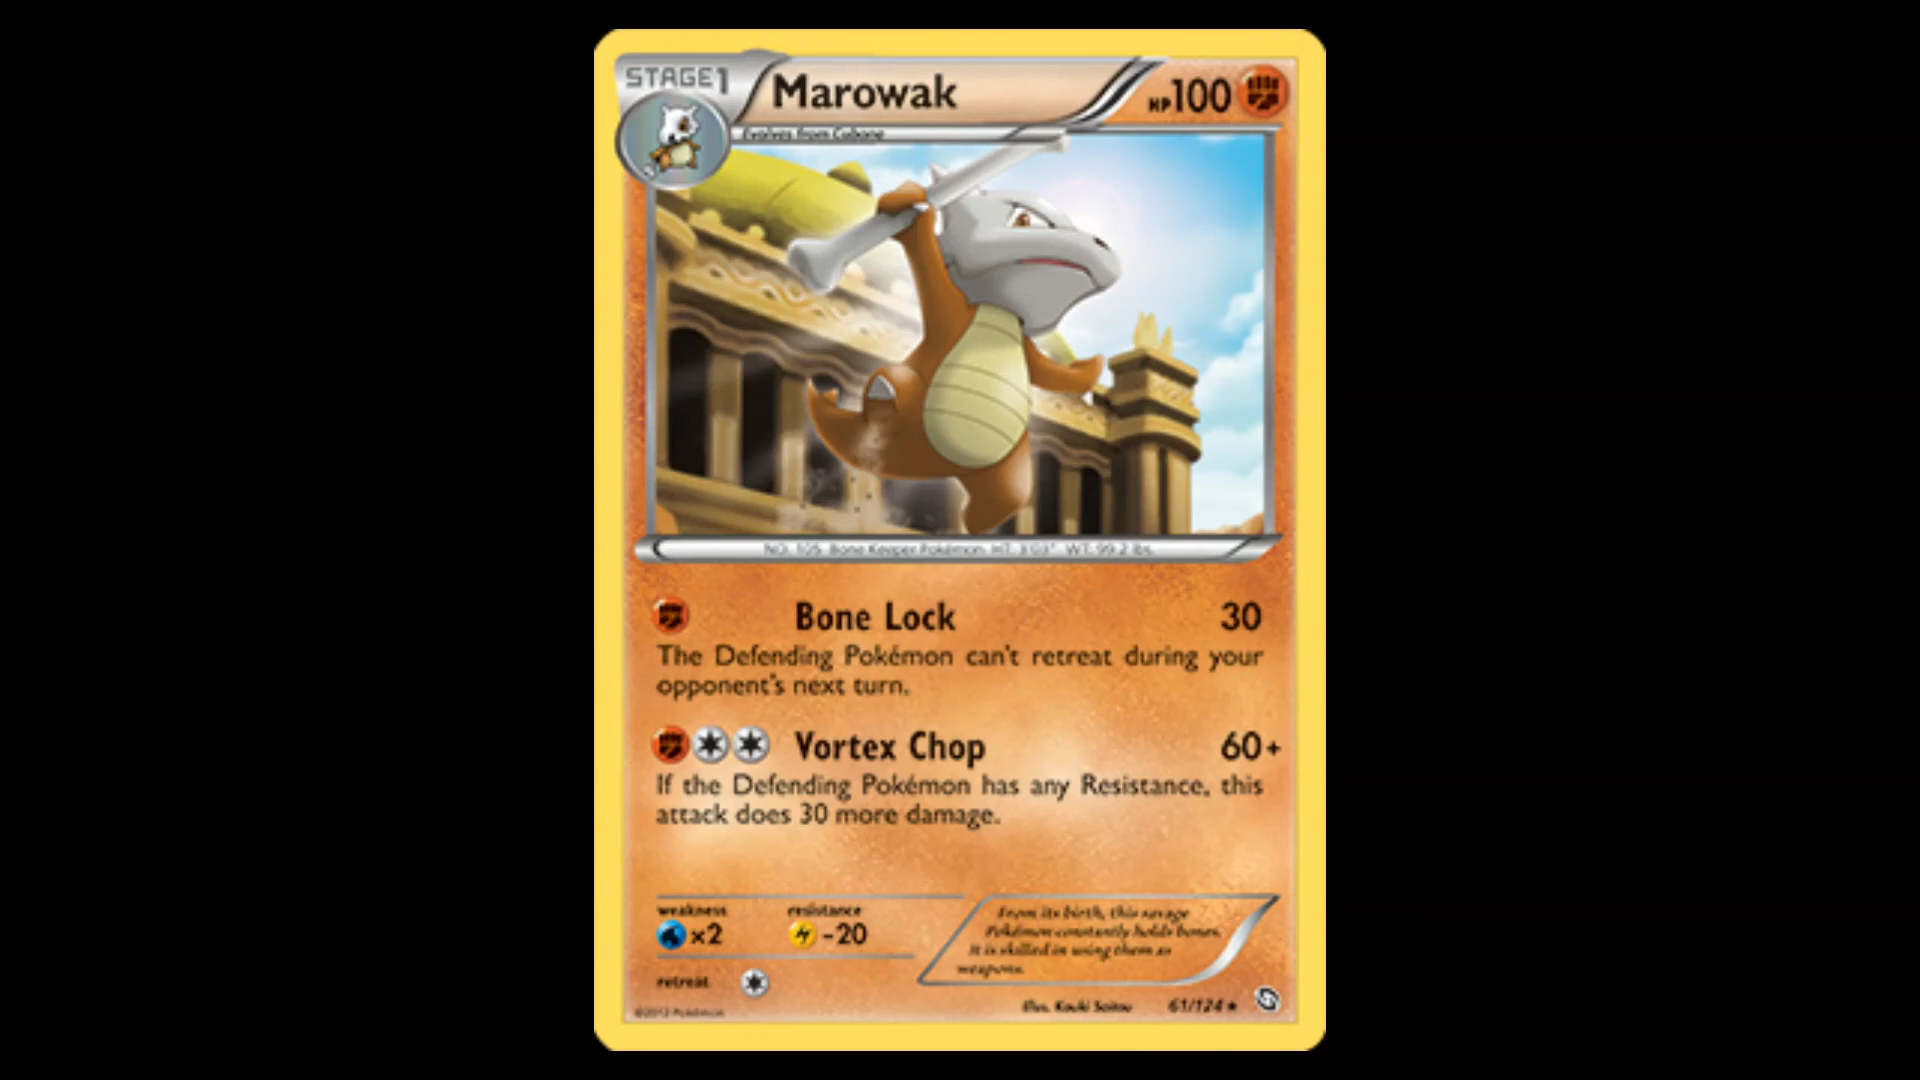 STAGE1
Marowak
HP100
Evolves from Cubone
NO. 105 Bone Keeper Pokémon HT: 3'03" WT: 99.2 lbs.
Bone Lock 30
The Defending Pokémon can't retreat during your
opponent's next turn.
Vortex Chop 60+
If the Defending Pokémon has any Resistance, this
attack does 30 more damage.
weakness resistance
×2 -20
From its birth, this savage
Pokémon constantly holds bones.
It is skilled in using them as
weapons.
retreat
©2012 Pokémon
Illus. Kouki Saitou 61/124 ★